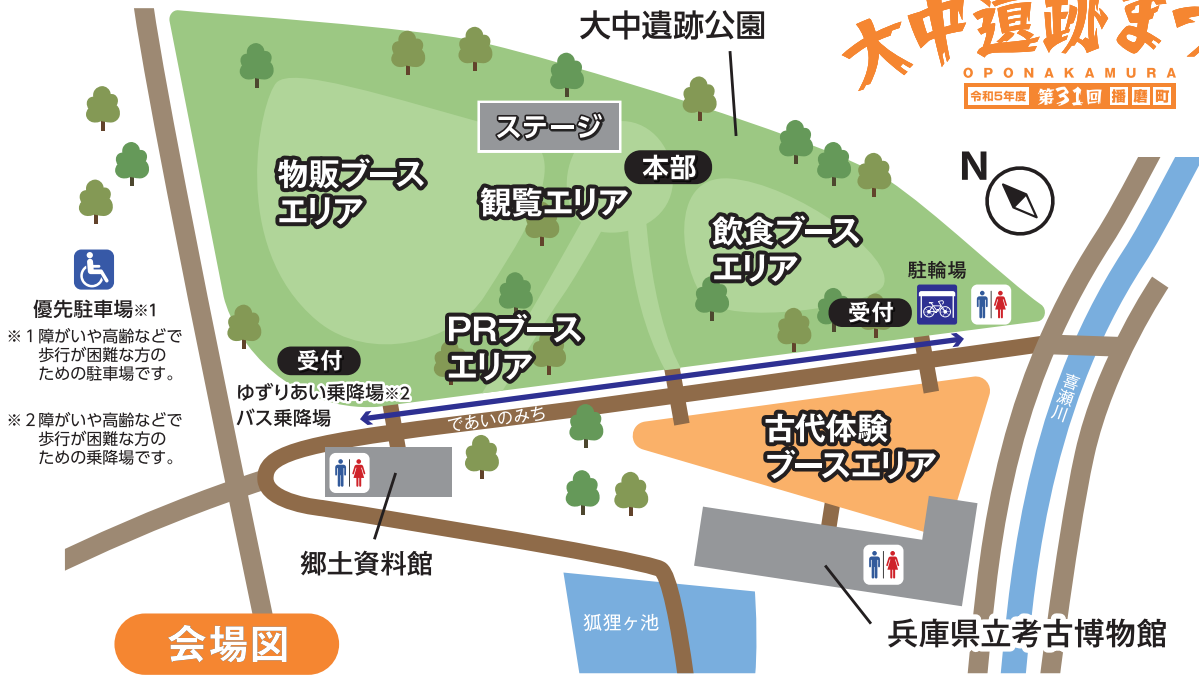 大中遺跡公園
大中遺跡まつ
OPONAKAMURA
令和5年度 第31回 播磨町
ステージ
本部
物販ブース
エリア
観覧エリア
飲食ブース
エリア
N
駐輪場
受付
優先駐車場※1
※1障がいや高齢などで
歩行が困難な方の
ための駐車場です。
PRブース
エリア
受付
ゆずりあい乗降場※2
バス乗降場
※2障がいや高齢などで
歩行が困難な方の
ための乗降場です。
であいのみち
喜瀬川
古代体験
ブースエリア
郷土資料館
狐狸ヶ池
兵庫県立考古博物館
会場図